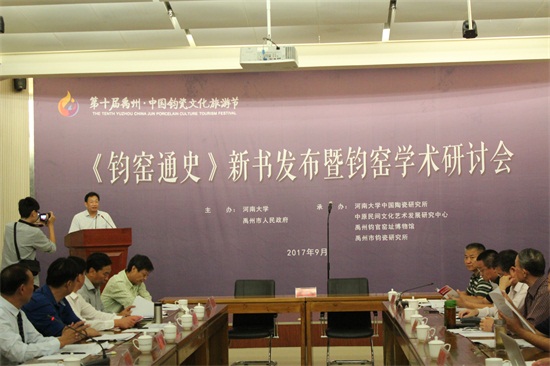 第十届禹州·中国钧瓷文化旅游节
THE TENTH YUZHOU CHINA JUN PORCELAIN CULTURE TOURISM FESTIVAL
《钧窑通史》新书发布暨钧窑学术研讨会
主 办：河南大学
禹州市人民政府
承 办：河南大学中国陶瓷研究所
中原民间文化艺术发展研究中心
禹州钧官窑址博物馆
禹州市钧瓷研究所
2017年9月